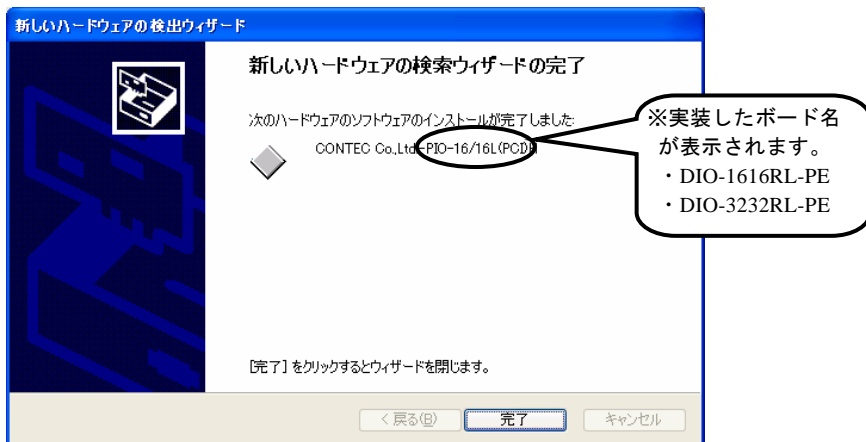 新しいハードウェアの検出ウィザード
新しいハードウェアの検索ウィザードの完了
次のハードウェアのソフトウェアのインストールが完了しました:
CONTEC Co.,Ltd-PIO-16/16L(PCI)H
※実装したボード名
が表示されます。
・DIO-1616RL-PE
・DIO-3232RL-PE
[完了] をクリックするとウィザードを閉じます。
< 戻る(B)
完了
キャンセル